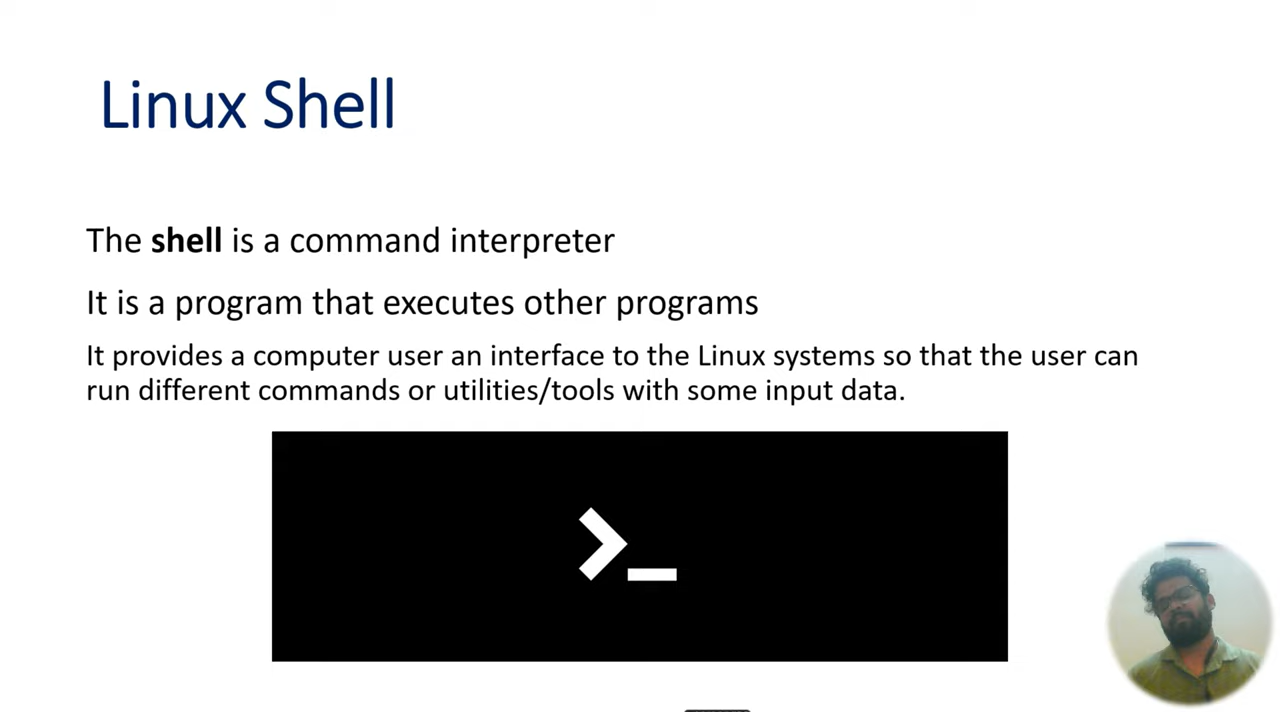 Linux Shell
The shell is a command interpreter
It is a program that executes other programs
It provides a computer user an interface to the Linux systems so that the user can
run different commands or utilities/tools with some input data.
>_